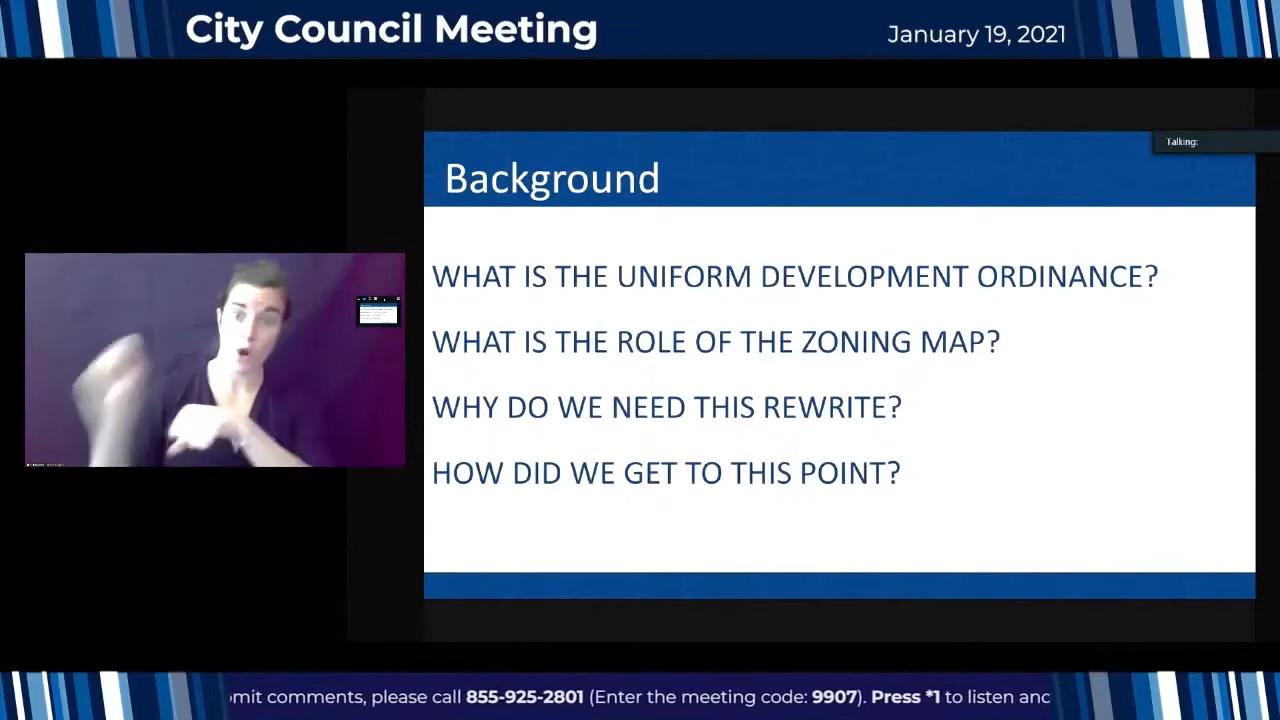 City Council Meeting
January 19, 2021
Talking:
Background
WHAT IS THE UNIFORM DEVELOPMENT ORDINANCE?
WHAT IS THE ROLE OF THE ZONING MAP?
WHY DO WE NEED THIS REWRITE?
HOW DID WE GET TO THIS POINT?
omit comments, please call 855-925-2801 (Enter the meeting code: 9907). Press *1 to listen and